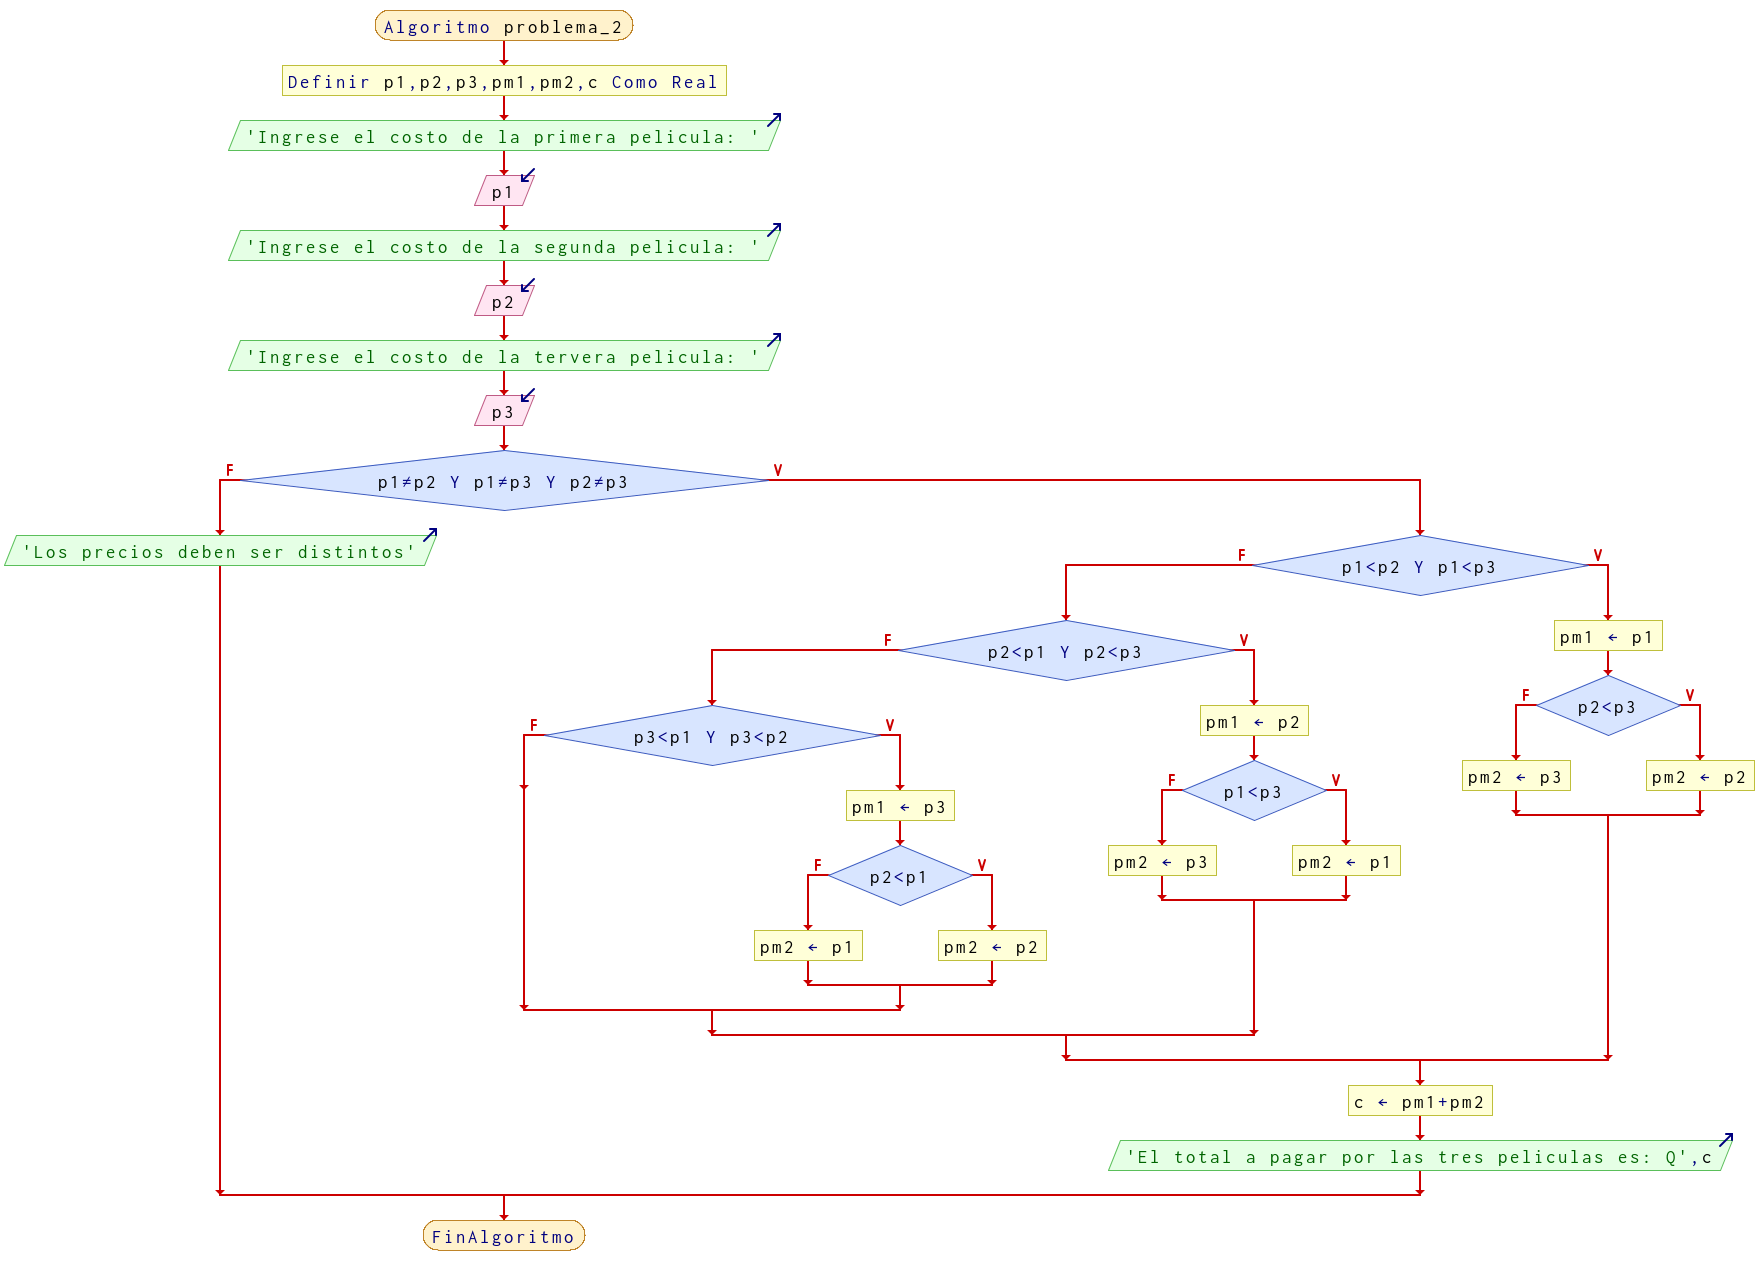 Algoritmo problema_2
Definir p1,p2,p3,pm1,pm2,c Como Real
'Ingrese el costo de la primera pelicula: '
p1
'Ingrese el costo de la segunda pelicula: '
p2
'Ingrese el costo de la tervera pelicula: '
p3
F
V
p1≠p2 Y p1≠p3 Y p2≠p3
'Los precios deben ser distintos'
F
V
p1<p2 Y p1<p3
F
V
p2<p1 Y p2<p3
pm1 ← p1
F
V
p2<p3
F
V
p3<p1 Y p3<p2
pm1 ← p2
pm2 ← p3
pm2 ← p2
F
V
p1<p3
pm1 ← p3
pm2 ← p3
pm2 ← p1
F
V
p2<p1
pm2 ← p1
pm2 ← p2
c ← pm1+pm2
'El total a pagar por las tres peliculas es: Q',c
FinAlgoritmo